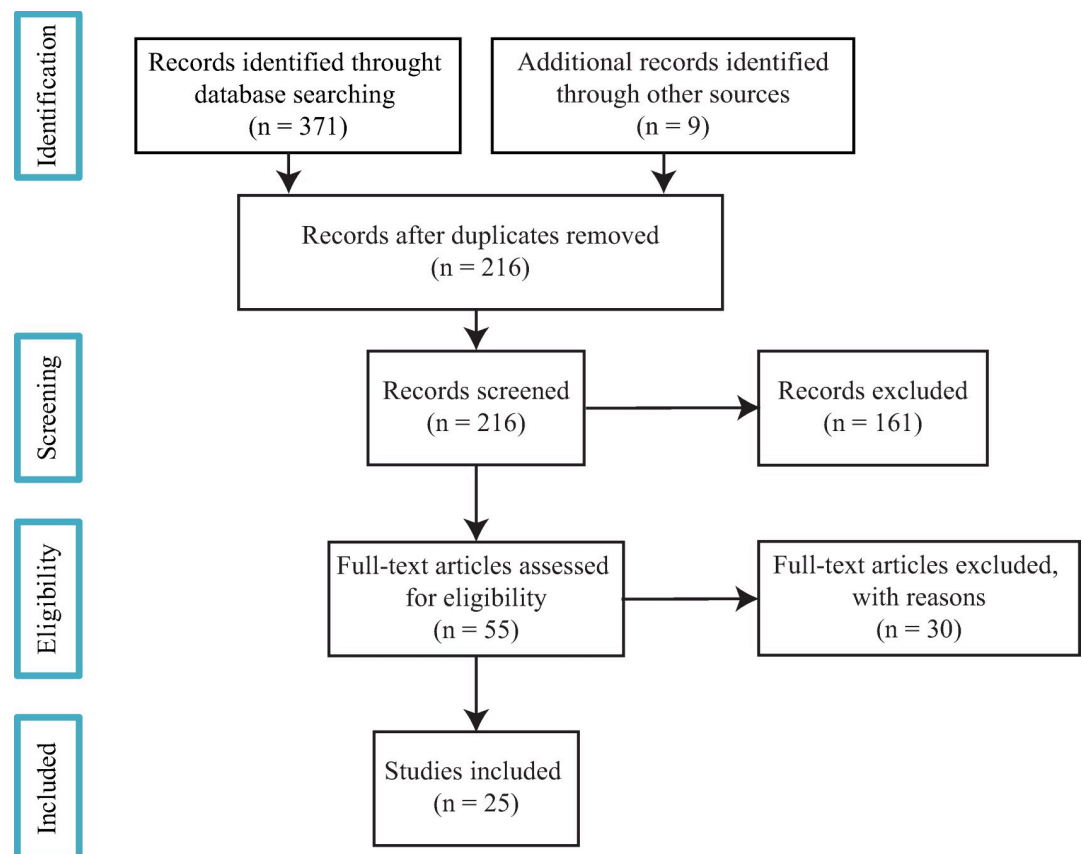 Identification
Records identified throught
database searching
(n = 371)
Additional records identified
through other sources
(n = 9)
Records after duplicates removed
(n = 216)
Screening
Records screened
(n = 216)
Records excluded
(n = 161)
Eligibility
Full-text articles assessed
for eligibility
(n = 55)
Full-text articles excluded,
with reasons
(n = 30)
Included
Studies included
(n = 25)